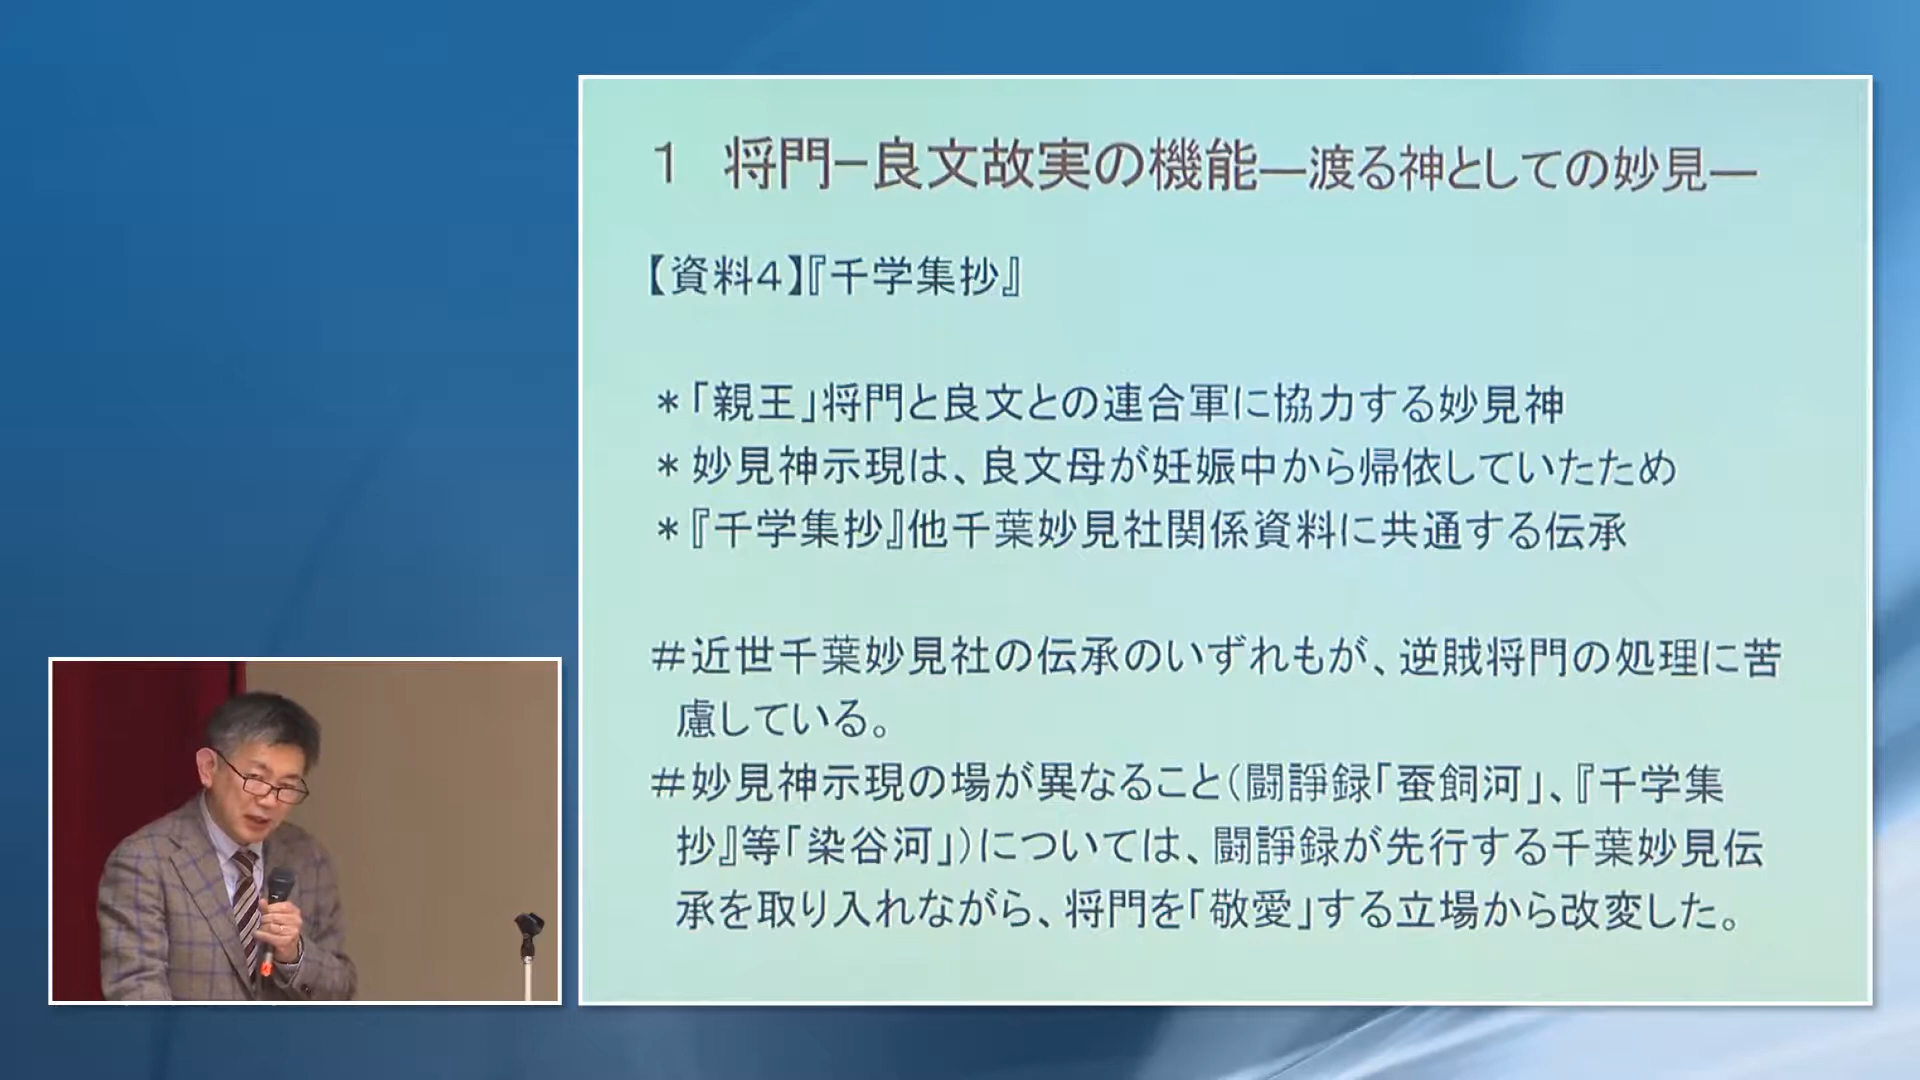 1　将門－良文故実の機能―渡る神としての妙見―
【資料４】『千学集抄』
＊「親王」将門と良文との連合軍に協力する妙見神
＊妙見神示現は、良文母が妊娠中から帰依していたため
＊『千学集抄』他千葉妙見社関係資料に共通する伝承
＃近世千葉妙見社の伝承のいずれもが、逆賊将門の処理に苦
慮している。
＃妙見神示現の場が異なること（闘諍録「蚕飼河」、『千学集
抄』等「染谷河」）については、闘諍録が先行する千葉妙見伝
承を取り入れながら、将門を「敬愛」する立場から改変した。